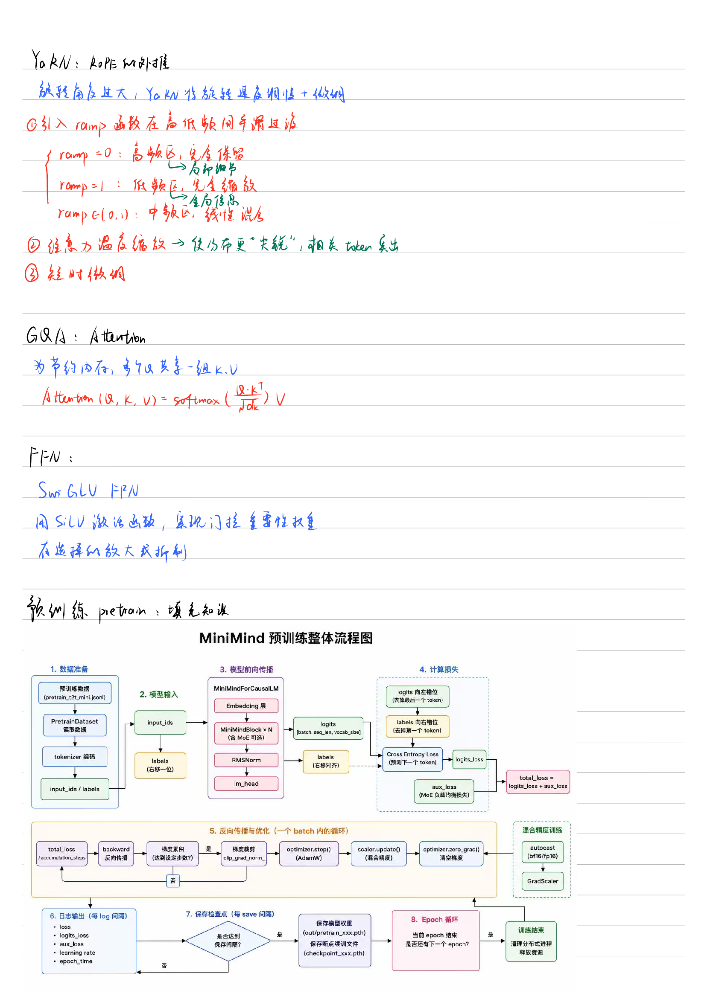 YaRN：RoPE的外推
旋转角度过大，YaRN将旋转速度调慢+微调
①引入ramp函数在高低频间平滑过渡
ramp=0：高频区，完全保留
→局部细节
ramp=1：低频区，完全缩放
→全局信息
ramp∈(0,1)：中频区，线性混合
②注意力温度缩放→使分布更“尖锐”，相关token突出
③短时微调
GQA：Attention
为节约内存，多个Q共享一组K、V
Attention(Q, K, V)=softmax(Q·K^T/√dk)V
FFN：
SwiGLU FFN
用SiLU激活函数，实现门控重要性权重
有选择的放大或抑制
预训练pretrain：填充知识
MiniMind 预训练整体流程图
1. 数据准备
预训练数据
(pretrain_t2t_mini.jsonl)
PretrainDataset
读取数据
tokenizer 编码
input_ids / labels
2. 模型输入
input_ids
labels
(右移一位)
3. 模型前向传播
MiniMindForCausalLM
Embedding 层
MiniMindBlock × N
(含 MoE 可选)
RMSNorm
lm_head
logits
[batch, seq_len, vocab_size]
labels
(右移对齐)
4. 计算损失
logits 向左错位
(去掉最后一个 token)
labels 向右错位
(去掉第一个 token)
Cross Entropy Loss
(预测下一个 token)
logits_loss
aux_loss
(MoE 负载均衡损失)
total_loss =
logits_loss + aux_loss
5. 反向传播与优化（一个 batch 内的循环）
total_loss
/ accumulation_steps
backward
反向传播
梯度累积
(达到设定步数?)
是
梯度裁剪
clip_grad_norm_
optimizer.step()
(AdamW)
scaler.update()
(混合精度)
optimizer.zero_grad()
清空梯度
否
混合精度训练
autocast
(bf16/fp16)
GradScaler
6. 日志输出（每 log 间隔）
• loss
• logits_loss
• aux_loss
• learning rate
• epoch_time
7. 保存检查点（每 save 间隔）
是否达到
保存间隔?
是
否
保存模型权重
(out/pretrain_xxx.pth)
保存断点续训文件
(checkpoint_xxx.pth)
8. Epoch 循环
当前 epoch 结束
是否还有下一个 epoch?
是
训练结束
清理分布式进程
释放资源